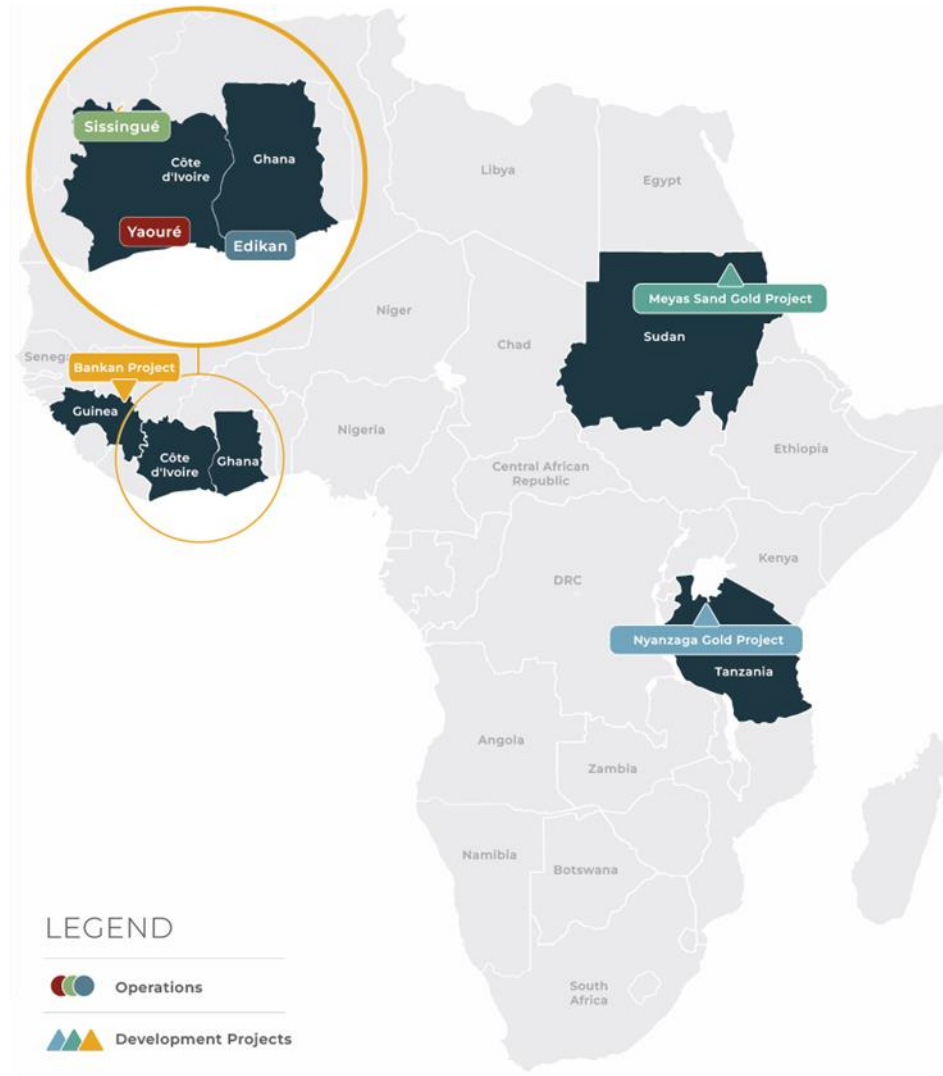 Sissingué
Côte
d'Ivoire
Ghana
Yaouré
Edikan
Libya
Egypt
Meyas Sand Gold Project
Sudan
Niger
Chad
Seneg
Bankan Project
Guinea
Côte
d'Ivoire
Ghana
Nigeria
Central African
Republic
Ethiopia
Kenya
DRC
Nyanzaga Gold Project
Tanzania
Angola
Zambia
Namibia
Botswana
South
Africa
LEGEND
Operations
Development Projects